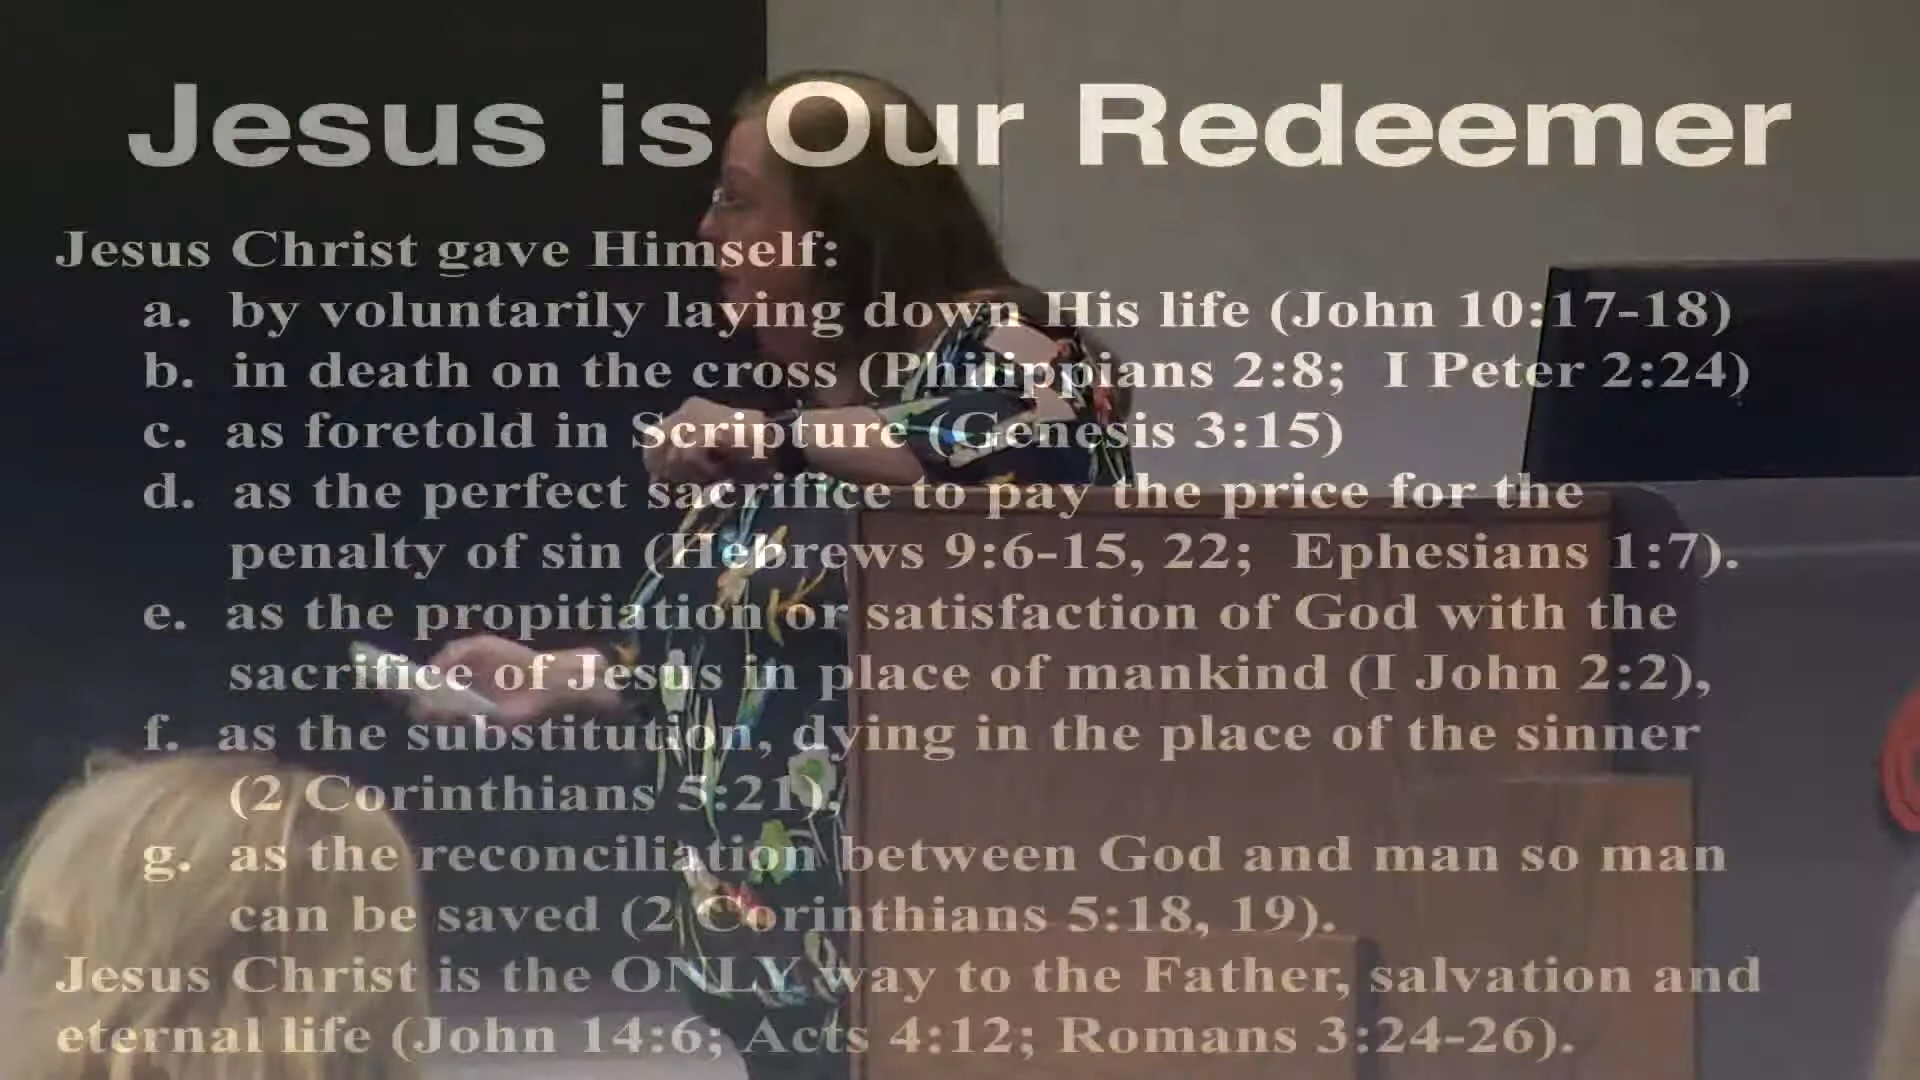 Jesus is Our Redeemer
Jesus Christ gave Himself:
a. by voluntarily laying down His life (John 10:17-18)
b. in death on the cross (Philippians 2:8; I Peter 2:24)
c. as foretold in Scripture (Genesis 3:15)
d. as the perfect sacrifice to pay the price for the
penalty of sin (Hebrews 9:6-15, 22; Ephesians 1:7).
e. as the propitiation or satisfaction of God with the
sacrifice of Jesus in place of mankind (I John 2:2),
f. as the substitution, dying in the place of the sinner
(2 Corinthians 5:21),
g. as the reconciliation between God and man so man
can be saved (2 Corinthians 5:18, 19).
Jesus Christ is the ONLY way to the Father, salvation and
eternal life (John 14:6; Acts 4:12; Romans 3:24-26).